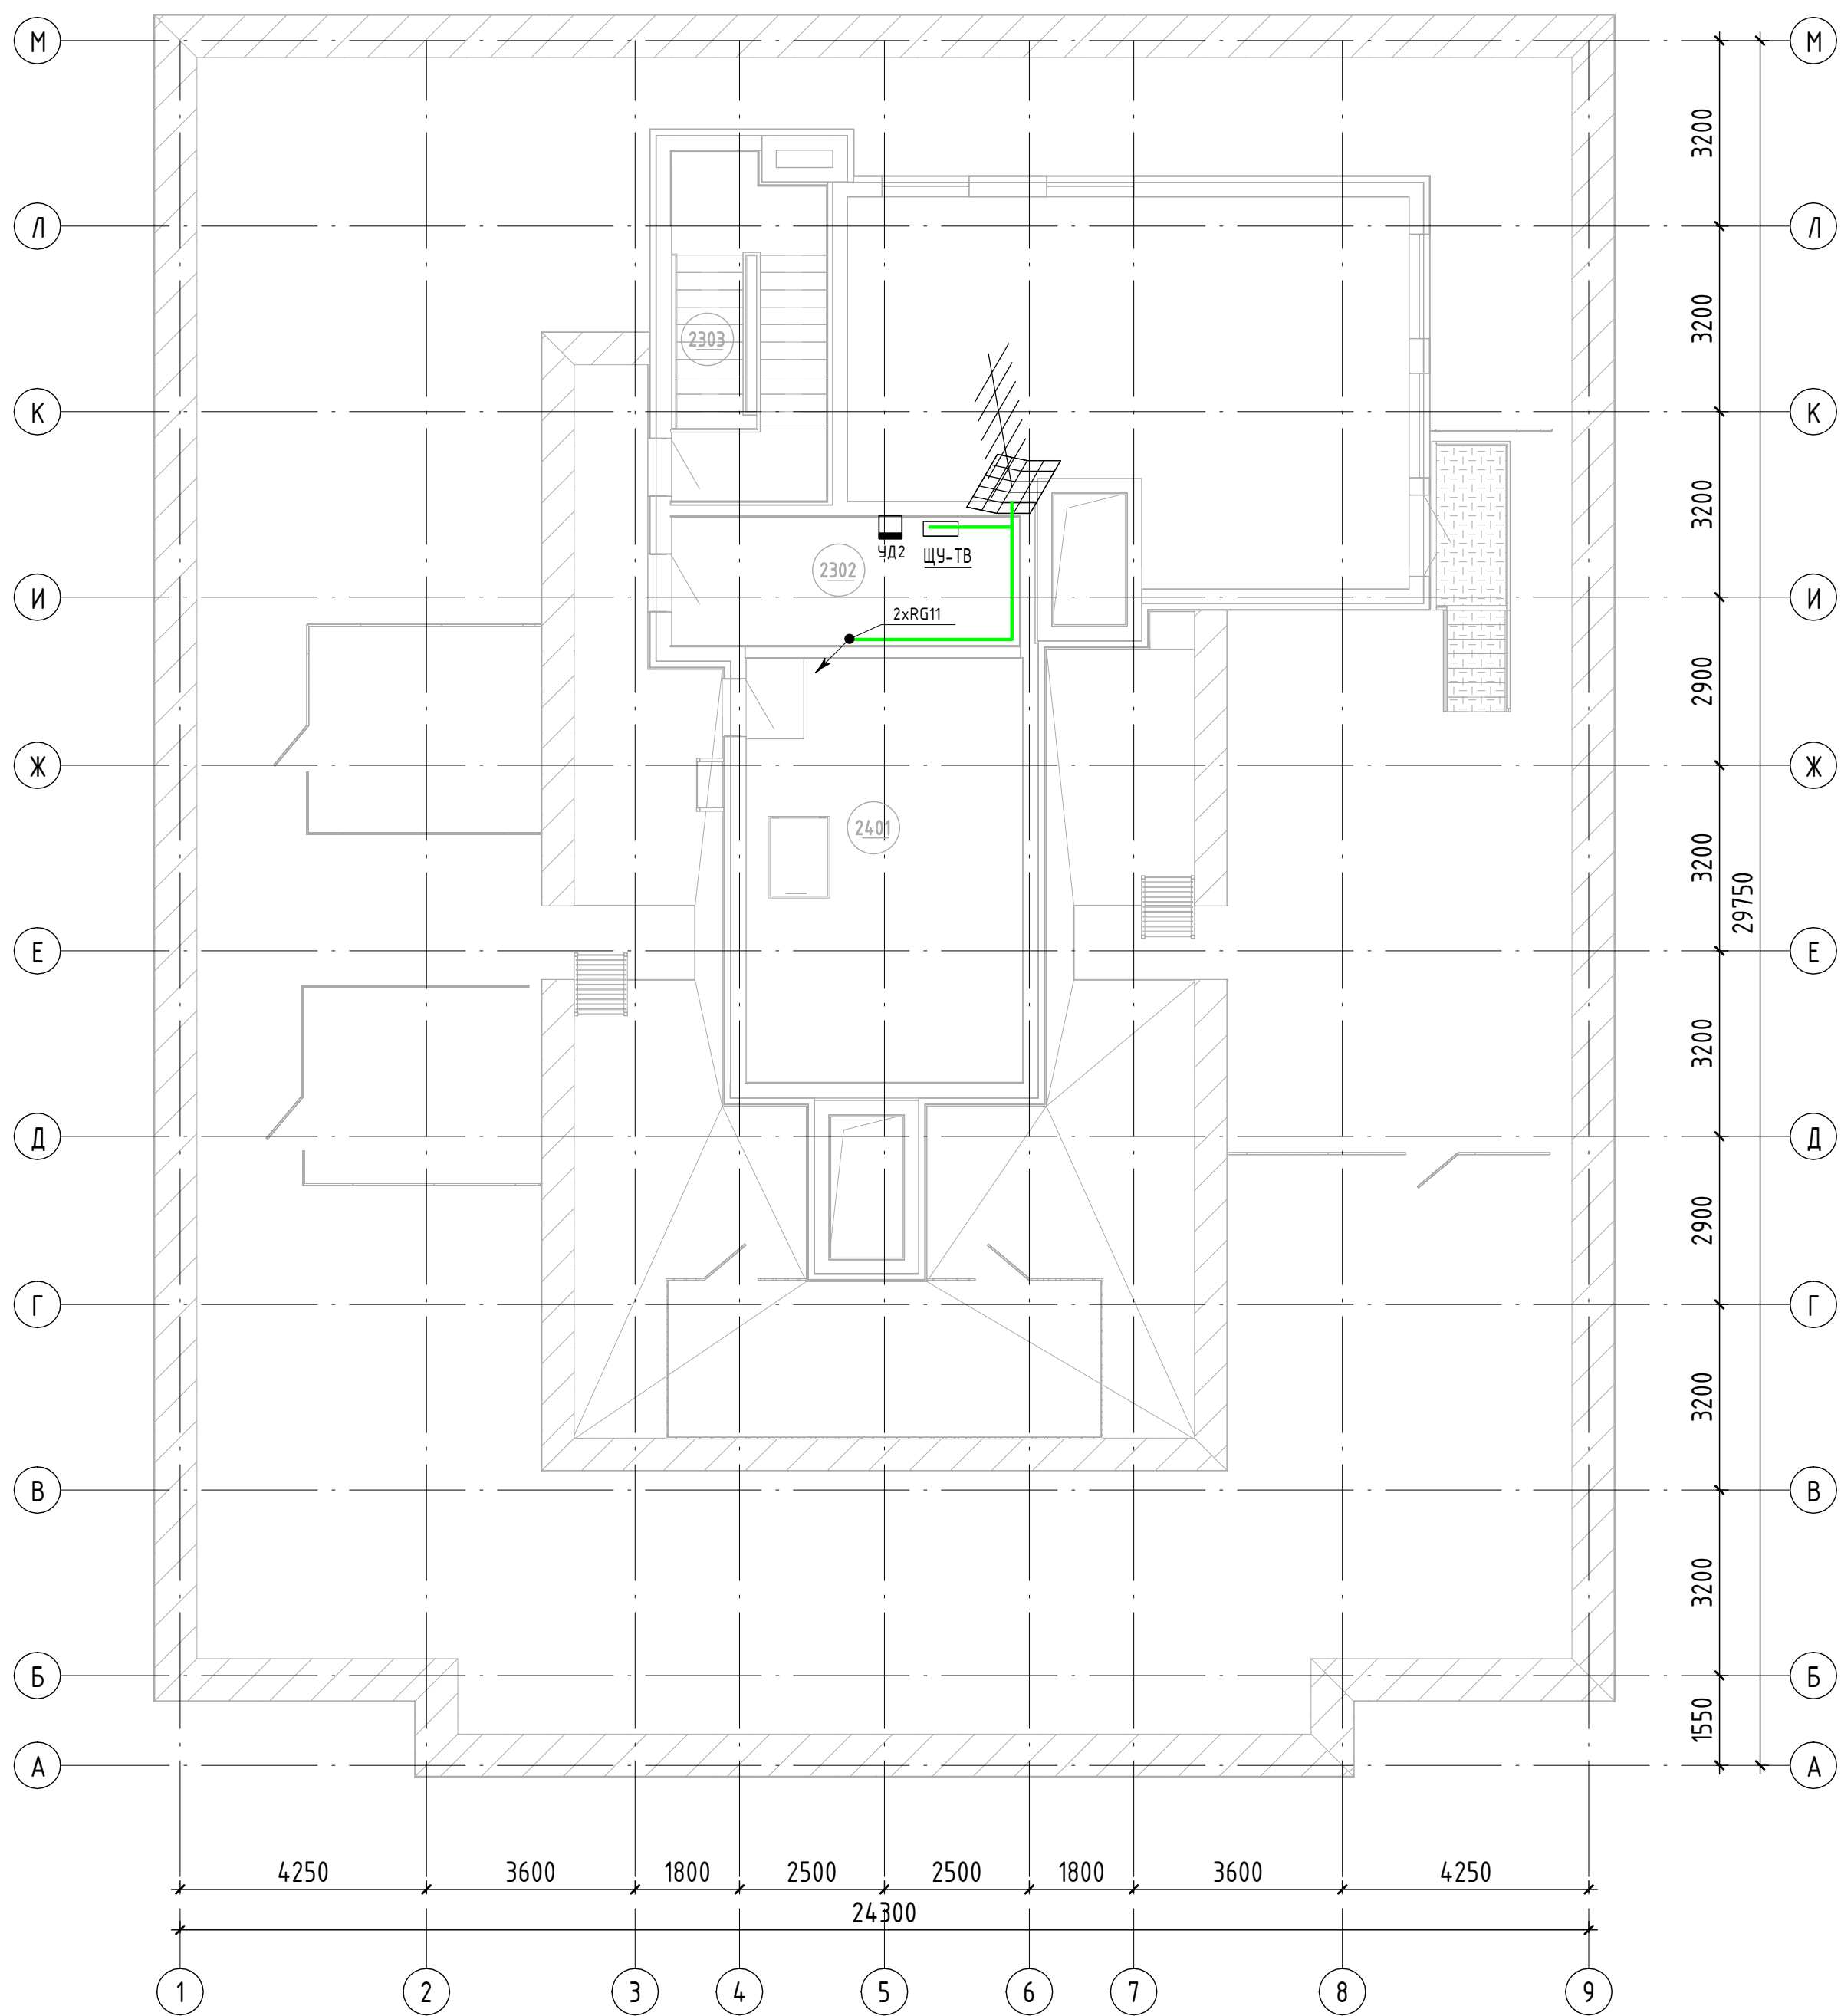 М М
3200
Л Л
3200
2303
К К
3200
УД2 ЩУ-ТВ
2302
И И
2xRG11
2900
Ж Ж
2401
3200
29750
Е Е
3200
Д Д
2900
Г Г
3200
В В
3200
Б Б
1550
А А
4250 3600 1800 2500 2500 1800 3600 4250
24300
1 2 3 4 5 6 7 8 9